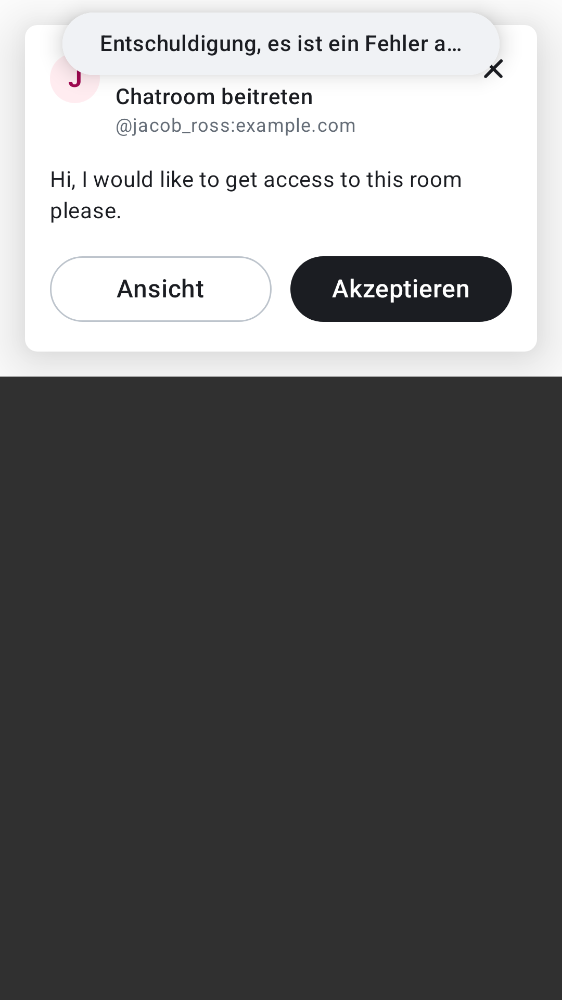 Entschuldigung, es ist ein Fehler a…
J
Chatroom beitreten
@jacob_ross:example.com
Hi, I would like to get access to this room
please.
Ansicht
Akzeptieren